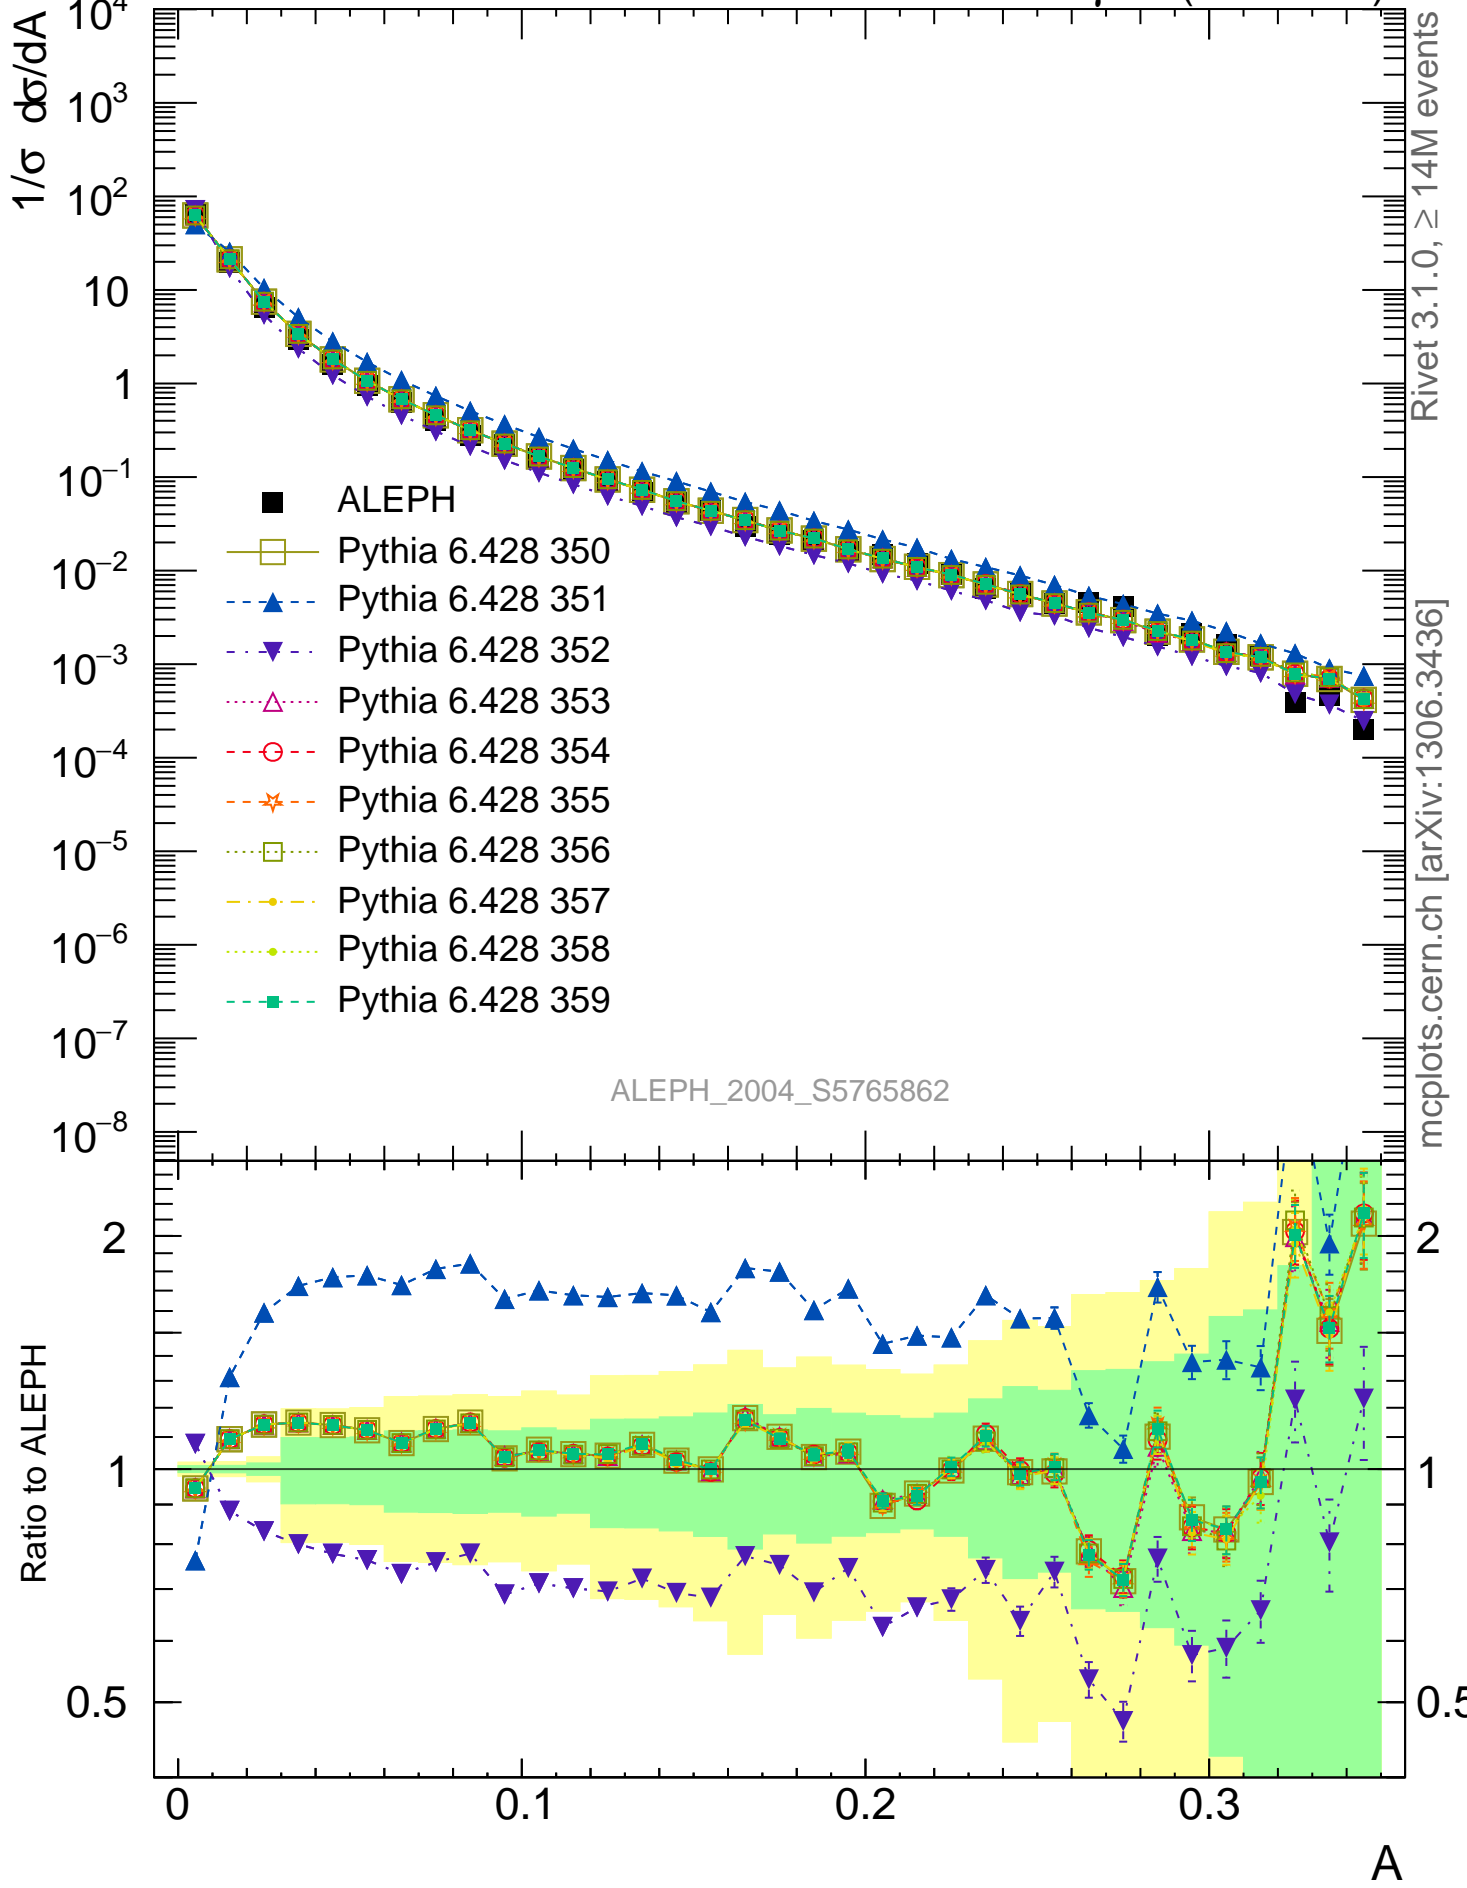 1/σ dσ/dA
10⁴
10³
10²
10
1
10⁻¹
10⁻²
10⁻³
10⁻⁴
10⁻⁵
10⁻⁶
10⁻⁷
10⁻⁸
ALEPH
Pythia 6.428 350
Pythia 6.428 351
Pythia 6.428 352
Pythia 6.428 353
Pythia 6.428 354
Pythia 6.428 355
Pythia 6.428 356
Pythia 6.428 357
Pythia 6.428 358
Pythia 6.428 359
ALEPH_2004_S5765862
Rivet 3.1.0, ≥ 14M events
mcplots.cern.ch [arXiv:1306.3436]
Ratio to ALEPH
2
1
0.5
2
1
0.5
0
0.1
0.2
0.3
A